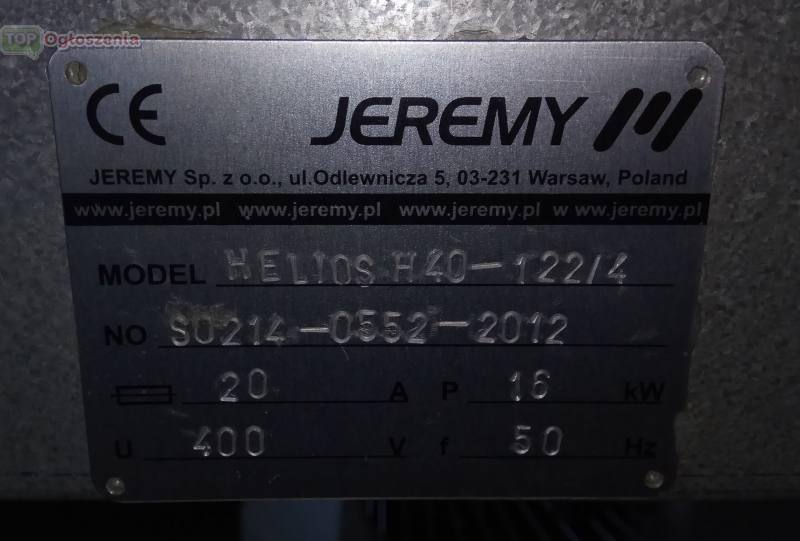 TOP Ogłoszenia
CE JEREMY
JEREMY Sp. z o.o., ul.Odlewnicza 5, 03-231 Warsaw, Poland
www.jeremy.pl www.jeremy.pl www.jeremy.pl w ww.jeremy.pl
MODEL HELIOS H40-122/4
NO S0214-0552-2012
20 A P 16 kW
U 400 V f 50 Hz